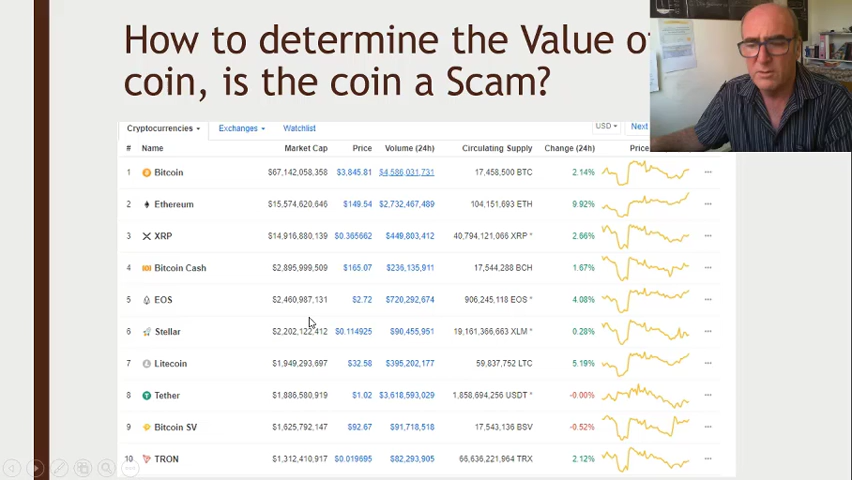 How to determine the Value of
coin, is the coin a Scam?
Cryptocurrencies Exchanges Watchlist USD Next
# Name Market Cap Price Volume (24h) Circulating Supply Change (24h) Pric
1 Bitcoin $67,142,058,358 $3,845.81 $4,586,031,731 17,458,500 BTC 2.14%
2 Ethereum $15,574,620,646 $149.54 $2,732,467,489 104,151,693 ETH 9.92%
3 XRP $14,916,880,139 $0.365662 $449,803,412 40,794,121,066 XRP * 2.66%
4 Bitcoin Cash $2,895,999,509 $165.07 $236,135,911 17,544,288 BCH 1.67%
5 EOS $2,460,987,131 $2.72 $720,292,674 906,245,118 EOS * 4.08%
6 Stellar $2,202,122,412 $0.114925 $90,455,951 19,161,366,663 XLM * 0.28%
7 Litecoin $1,949,293,697 $32.58 $395,202,177 59,837,752 LTC 5.19%
8 Tether $1,886,580,919 $1.02 $3,618,593,029 1,858,694,256 USDT * -0.00%
9 Bitcoin SV $1,625,792,147 $92.67 $91,718,518 17,543,136 BSV -0.52%
10 TRON $1,312,410,917 $0.019695 $82,293,905 66,636,221,964 TRX 2.12%